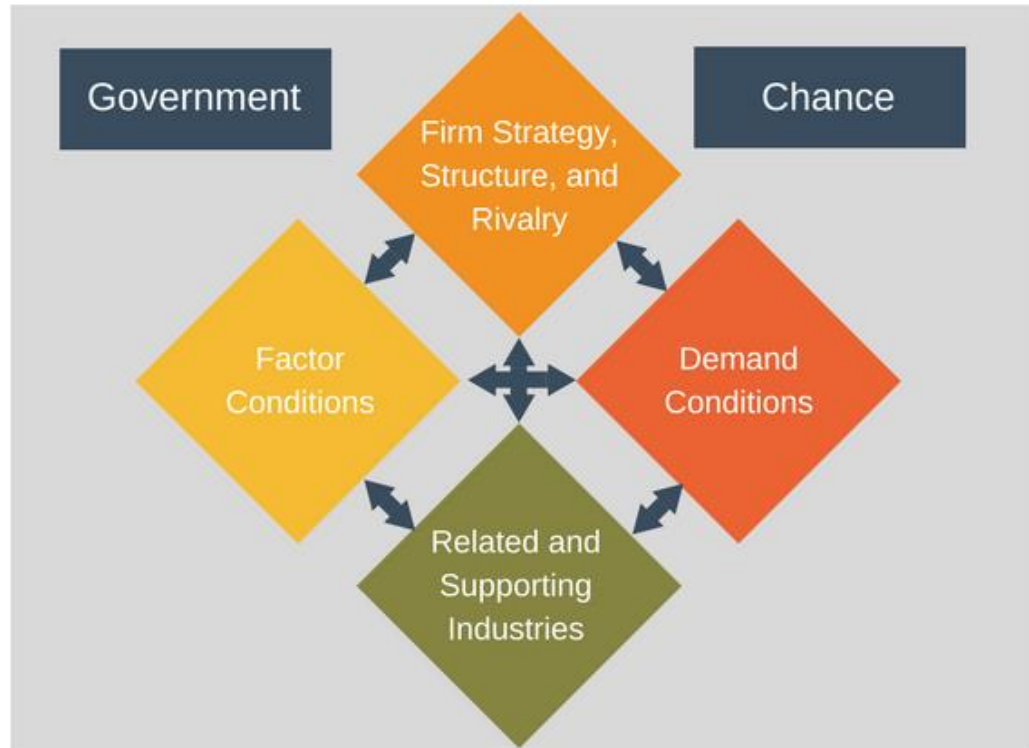 Government
Chance
Firm Strategy,
Structure, and
Rivalry
Factor
Conditions
Demand
Conditions
Related and
Supporting
Industries